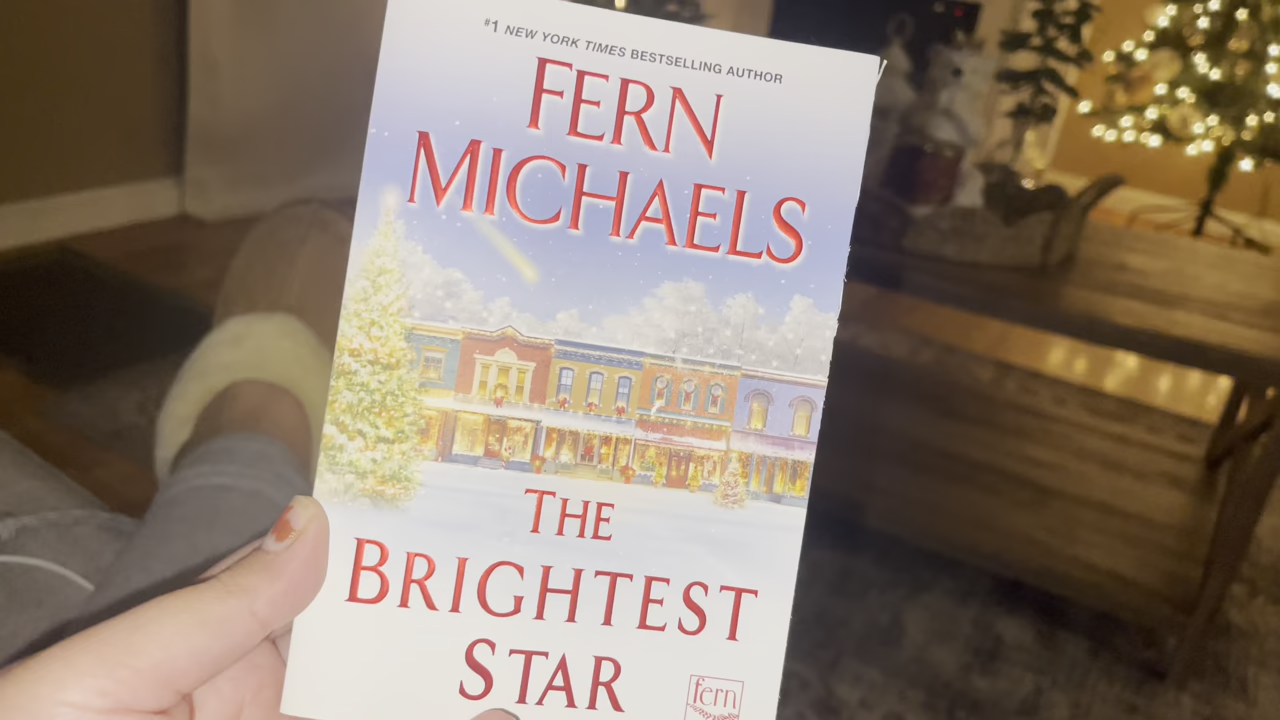 #1 NEW YORK TIMES BESTSELLING AUTHOR
FERN
MICHAELS
THE
BRIGHTEST
STAR
fern